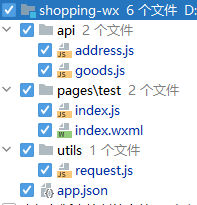 shopping-wx 6 个文件 D:
api 2 个文件
address.js
goods.js
pages\test 2 个文件
index.js
index.wxml
utils 1 个文件
request.js
app.json